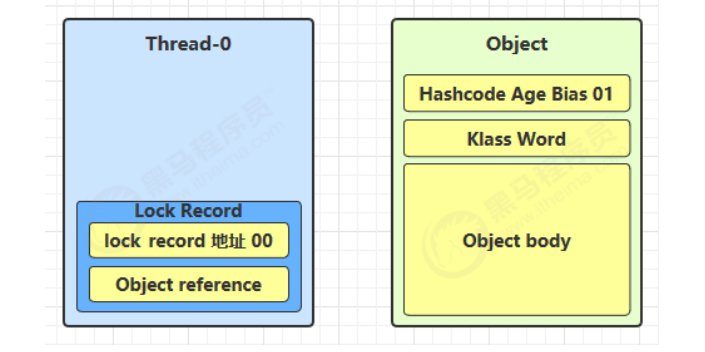 Thread-0
Lock Record
lock record 地址 00
Object reference
Object
Hashcode Age Bias 01
Klass Word
Object body
黑马程序员
www.itheima.com
黑马程序员
www.itheima.com